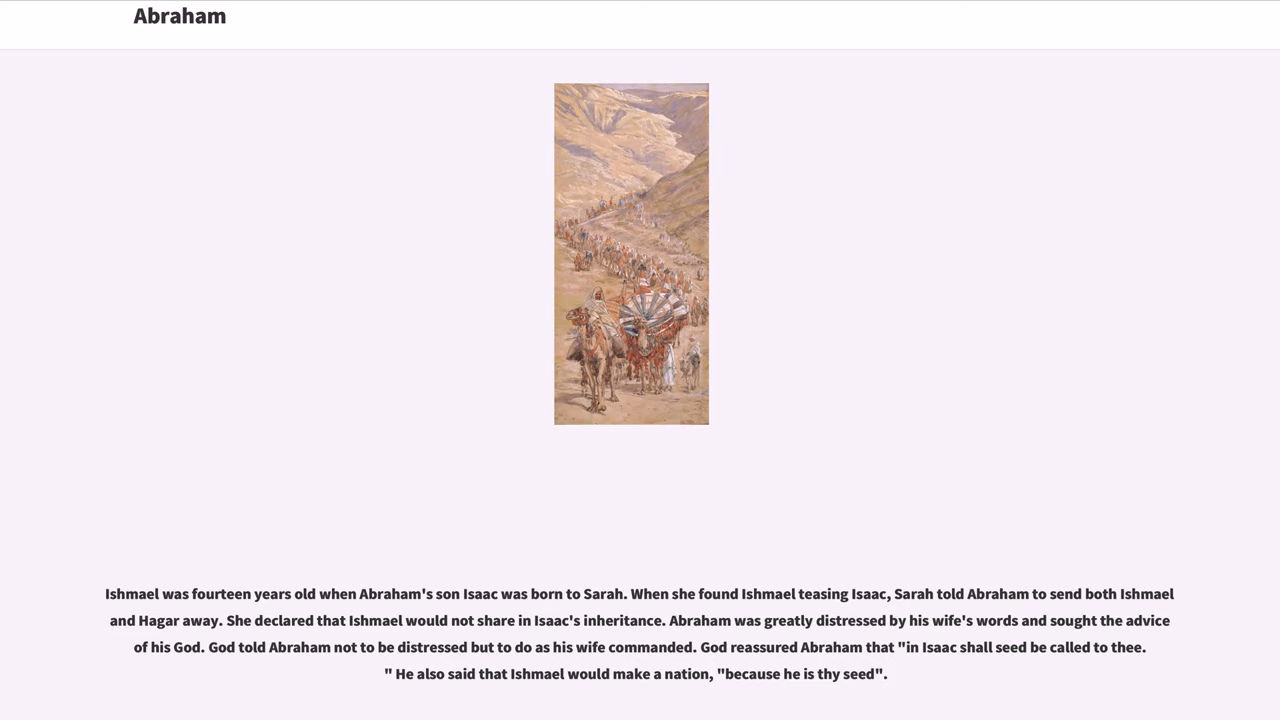 Abraham
Ishmael was fourteen years old when Abraham's son Isaac was born to Sarah. When she found Ishmael teasing Isaac, Sarah told Abraham to send both Ishmael
and Hagar away. She declared that Ishmael would not share in Isaac's inheritance. Abraham was greatly distressed by his wife's words and sought the advice
of his God. God told Abraham not to be distressed but to do as his wife commanded. God reassured Abraham that "in Isaac shall seed be called to thee.
" He also said that Ishmael would make a nation, "because he is thy seed".